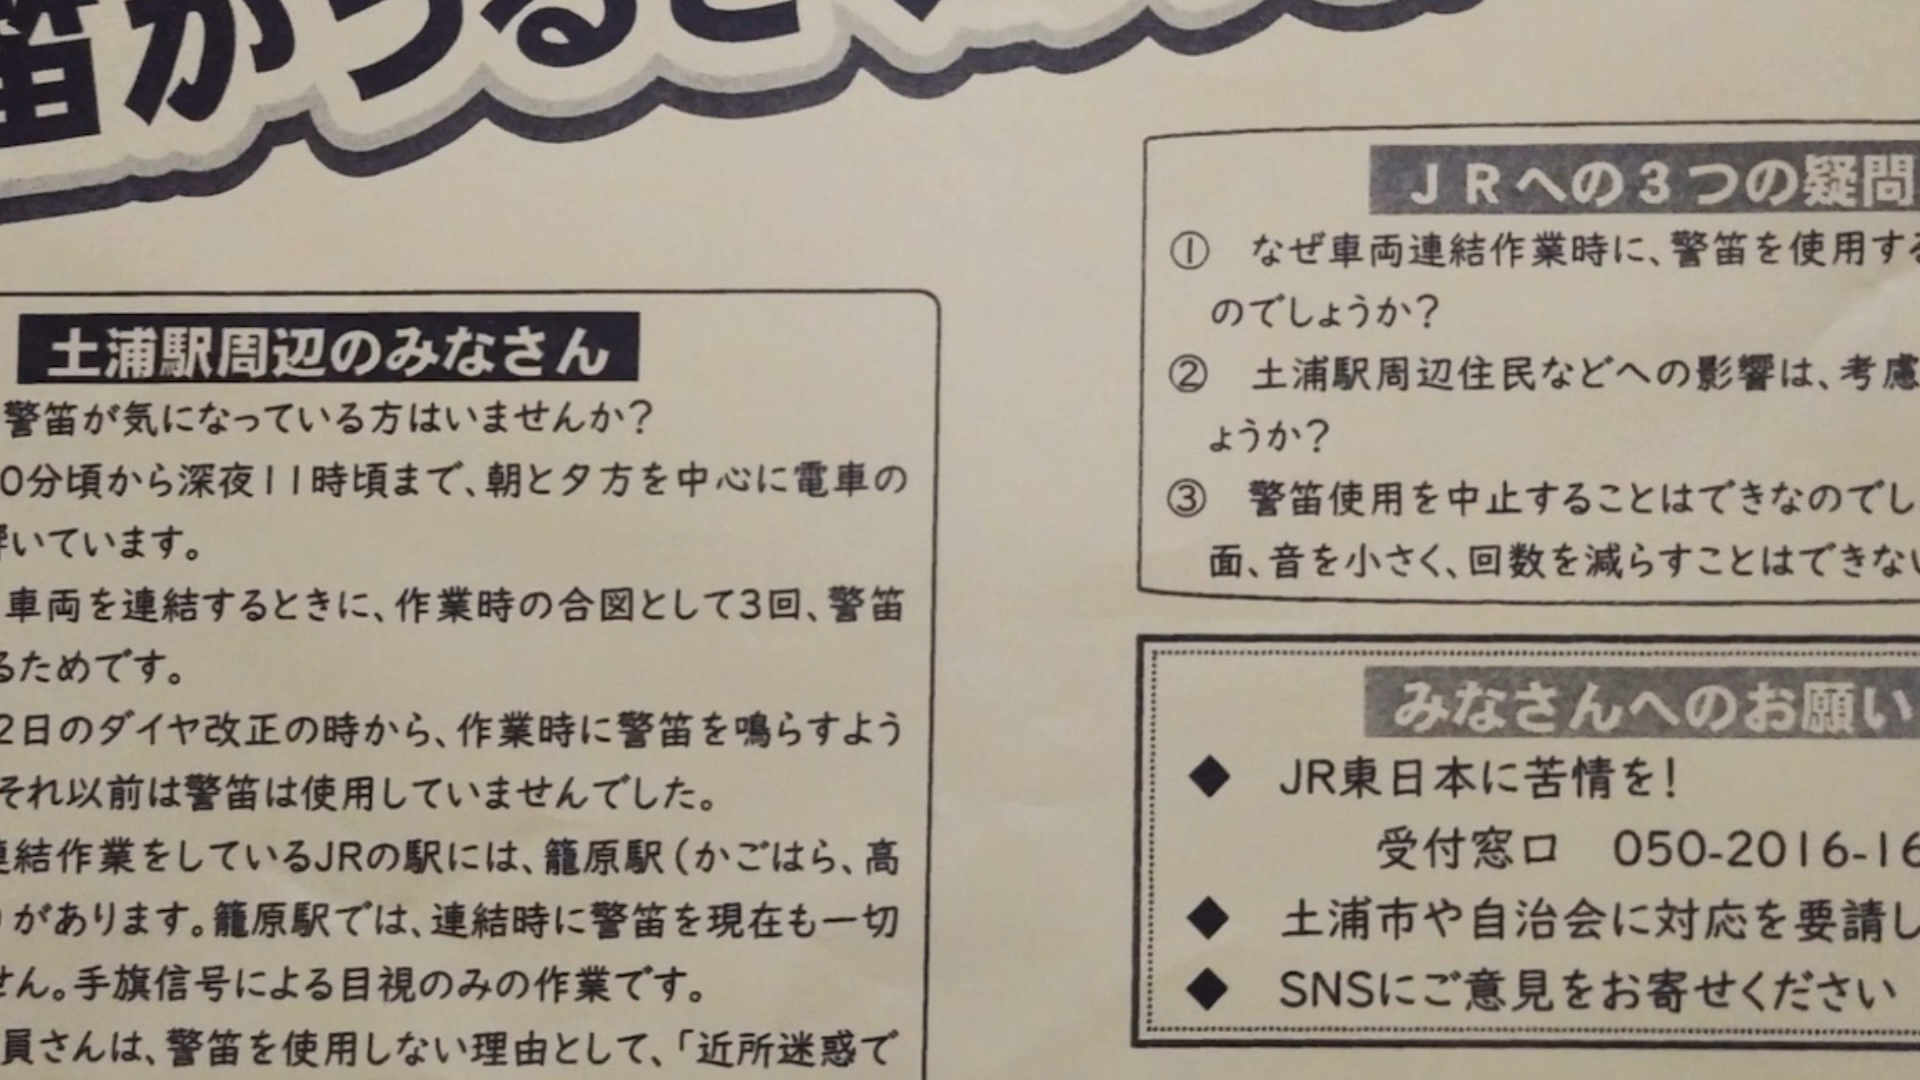 笛がうると
土浦駅周辺のみなさん
警笛が気になっている方はいませんか?
0分頃から深夜11時頃まで、朝と夕方を中心に電車の
響いています。
車両を連結するときに、作業時の合図として3回、警笛
るためです。
2日のダイヤ改正の時から、作業時に警笛を鳴らすよう
それ以前は警笛は使用していませんでした。
連結作業をしているJRの駅には、籠原駅(かごはら、高
)があります。籠原駅では、連結時に警笛を現在も一切
せん。手旗信号による目視のみの作業です。
員さんは、警笛を使用しない理由として、「近所迷惑で
JRへの3つの疑問
① なぜ車両連結作業時に、警笛を使用する
のでしょうか?
② 土浦駅周辺住民などへの影響は、考慮
ょうか?
③ 警笛使用を中止することはできなのでし
面、音を小さく、回数を減らすことはできない
みなさんへのお願い
◆ JR東日本に苦情を!
受付窓口 050-2016-16
◆ 土浦市や自治会に対応を要請し
◆ SNSにご意見をお寄せください